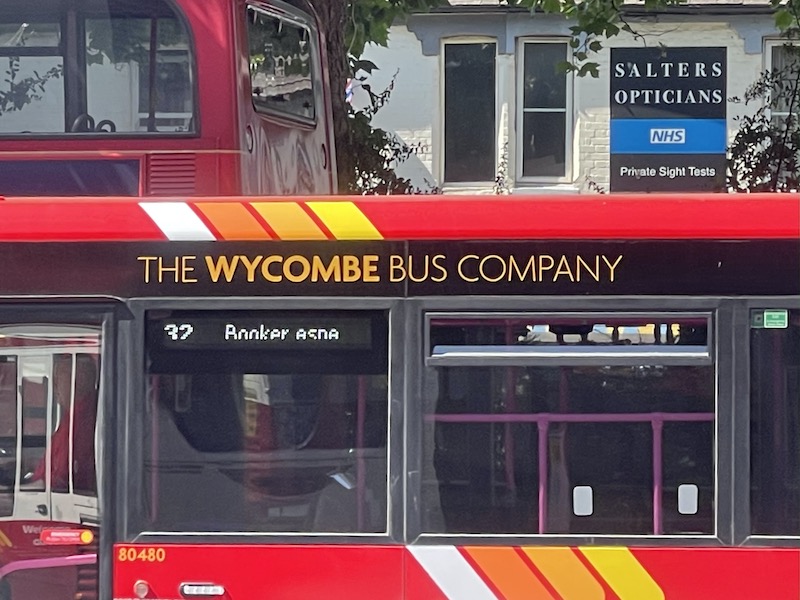 SALTERS
OPTICIANS
NHS
Private Sight Tests
THE WYCOMBE BUS COMPANY
32 Booker asda
80480